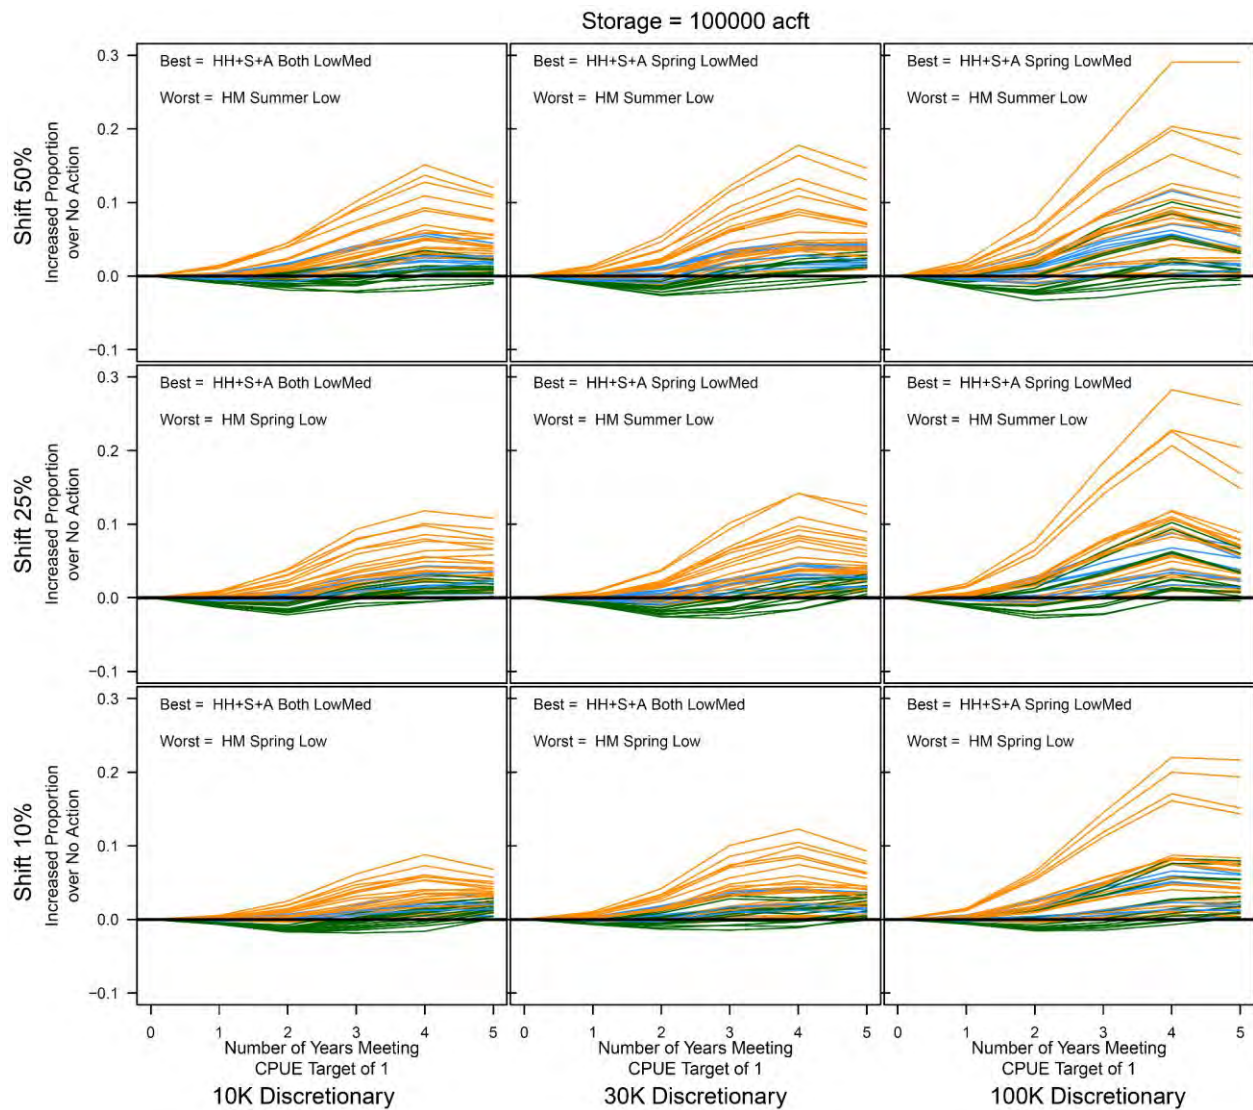 Storage = 100000 acft
Shift 50%
Increased Proportion
over No Action
0.3
0.2
0.1
0.0
−0.1
Best = HH+S+A Both LowMed
Worst = HM Summer Low
Best = HH+S+A Spring LowMed
Worst = HM Summer Low
Best = HH+S+A Spring LowMed
Worst = HM Summer Low
Shift 25%
Increased Proportion
over No Action
0.3
0.2
0.1
0.0
−0.1
Best = HH+S+A Both LowMed
Worst = HM Spring Low
Best = HH+S+A Spring LowMed
Worst = HM Summer Low
Best = HH+S+A Spring LowMed
Worst = HM Summer Low
Shift 10%
Increased Proportion
over No Action
0.3
0.2
0.1
0.0
−0.1
Best = HH+S+A Both LowMed
Worst = HM Spring Low
Best = HH+S+A Both LowMed
Worst = HM Spring Low
Best = HH+S+A Spring LowMed
Worst = HM Spring Low
0 1 2 3 4 5
Number of Years Meeting
CPUE Target of 1
10K Discretionary
0 1 2 3 4 5
Number of Years Meeting
CPUE Target of 1
30K Discretionary
0 1 2 3 4 5
Number of Years Meeting
CPUE Target of 1
100K Discretionary